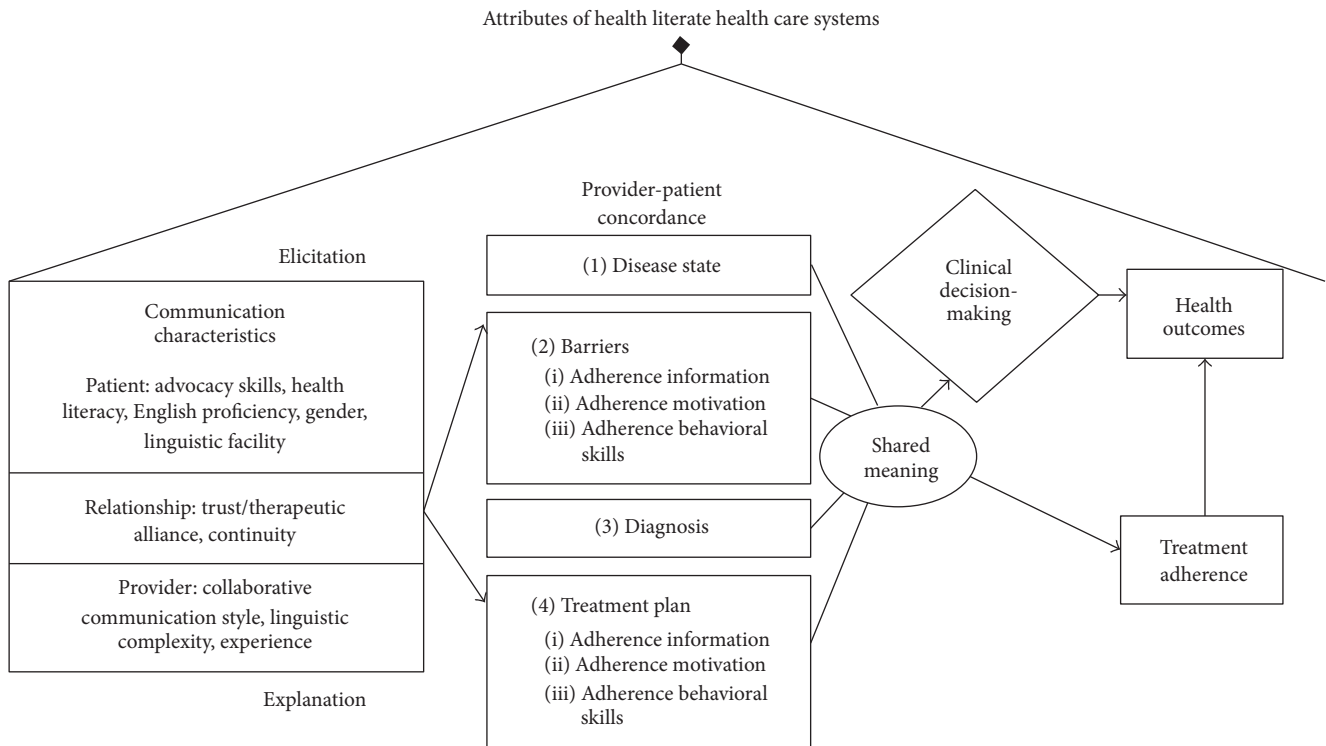 Attributes of health literate health care systems
Elicitation
Communication
characteristics
Patient: advocacy skills, health
literacy, English proficiency, gender,
linguistic facility
Relationship: trust/therapeutic
alliance, continuity
Provider: collaborative
communication style, linguistic
complexity, experience
Explanation
Provider-patient
concordance
(1) Disease state
(2) Barriers
(i) Adherence information
(ii) Adherence motivation
(iii) Adherence behavioral
skills
(3) Diagnosis
(4) Treatment plan
(i) Adherence information
(ii) Adherence motivation
(iii) Adherence behavioral
skills
Shared
meaning
Clinical
decision-
making
Health
outcomes
Treatment
adherence